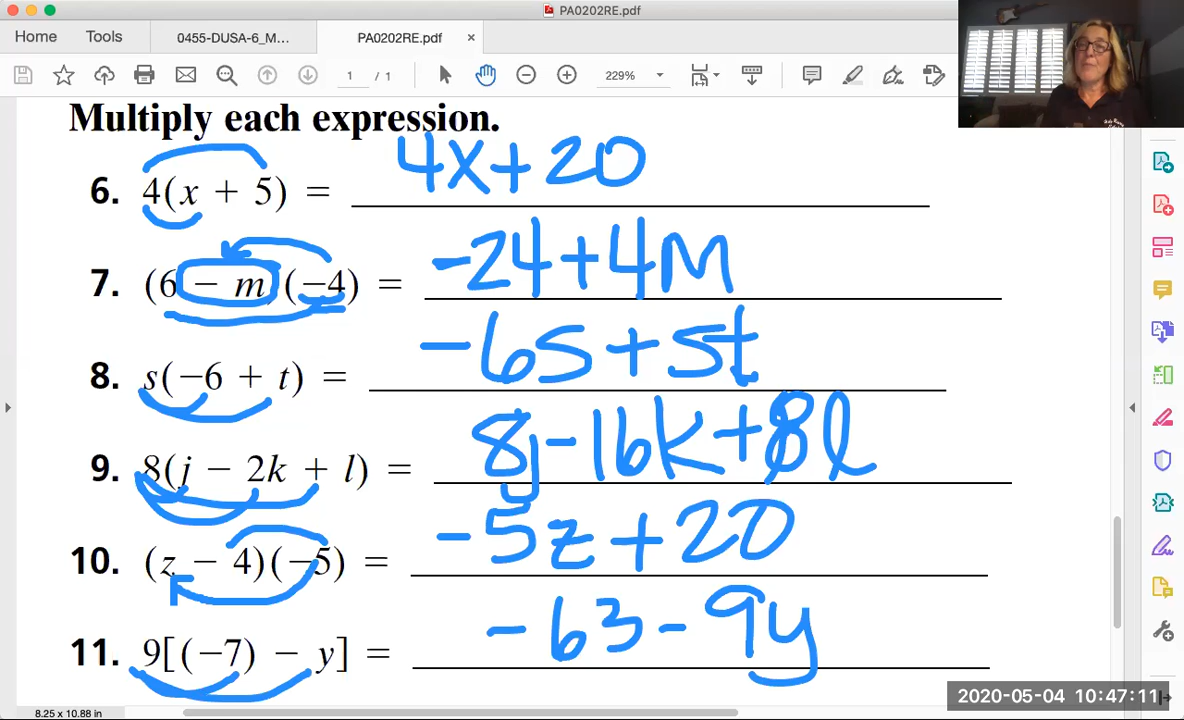 PA0202RE.pdf
Home Tools 0455-DUSA-6_M... PA0202RE.pdf ×
1 / 1 229%
Multiply each expression.
6. 4(x + 5) = 4x+20
7. (6 − m)(−4) = -24+4M
8. s(−6 + t) = -6s+st
9. 8(j − 2k + l) = 8j-16k+8l
10. (z − 4)(−5) = -5z+20
11. 9[(−7) − y] = -63-9y
2020-05-04 10:47:11
8.25 x 10.88 in